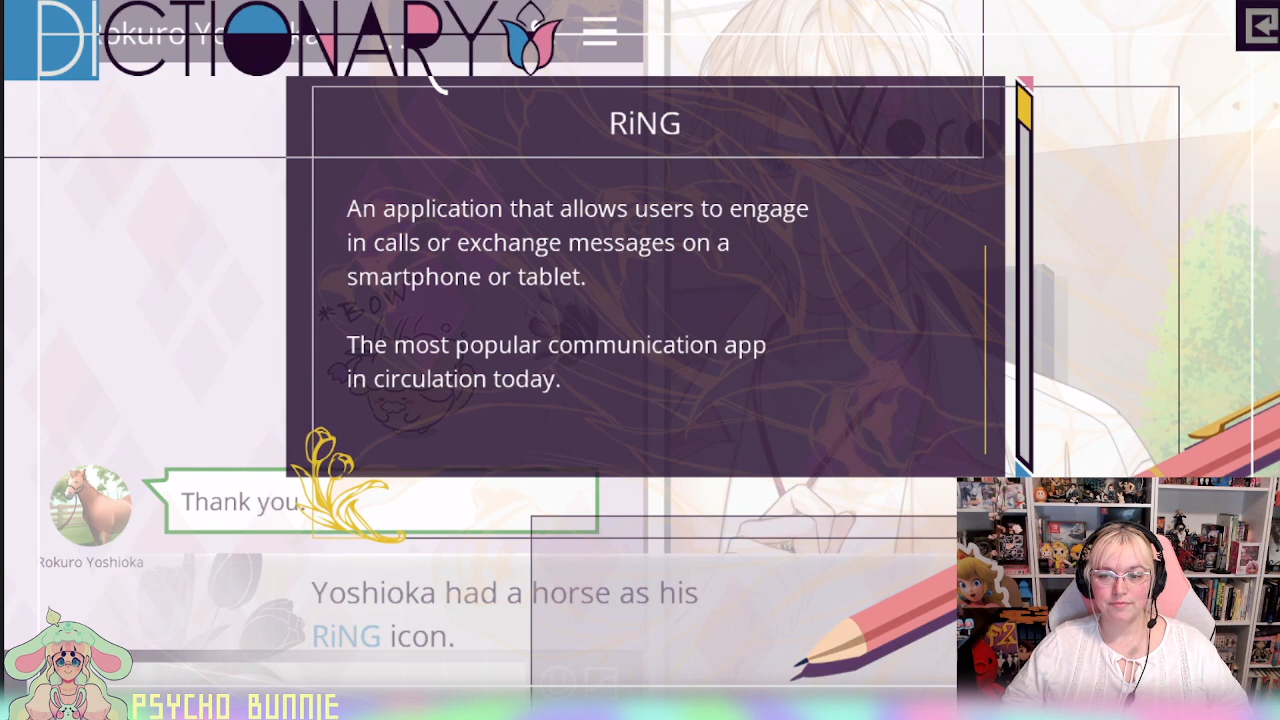 DICTIONARY
RiNG
An application that allows users to engage
in calls or exchange messages on a
smartphone or tablet.
*BOW
The most popular communication app
in circulation today.
Thank you.
Rokuro Yoshioka
Yoshioka had a horse as his
RiNG icon.
PSYCHO BUNNIE